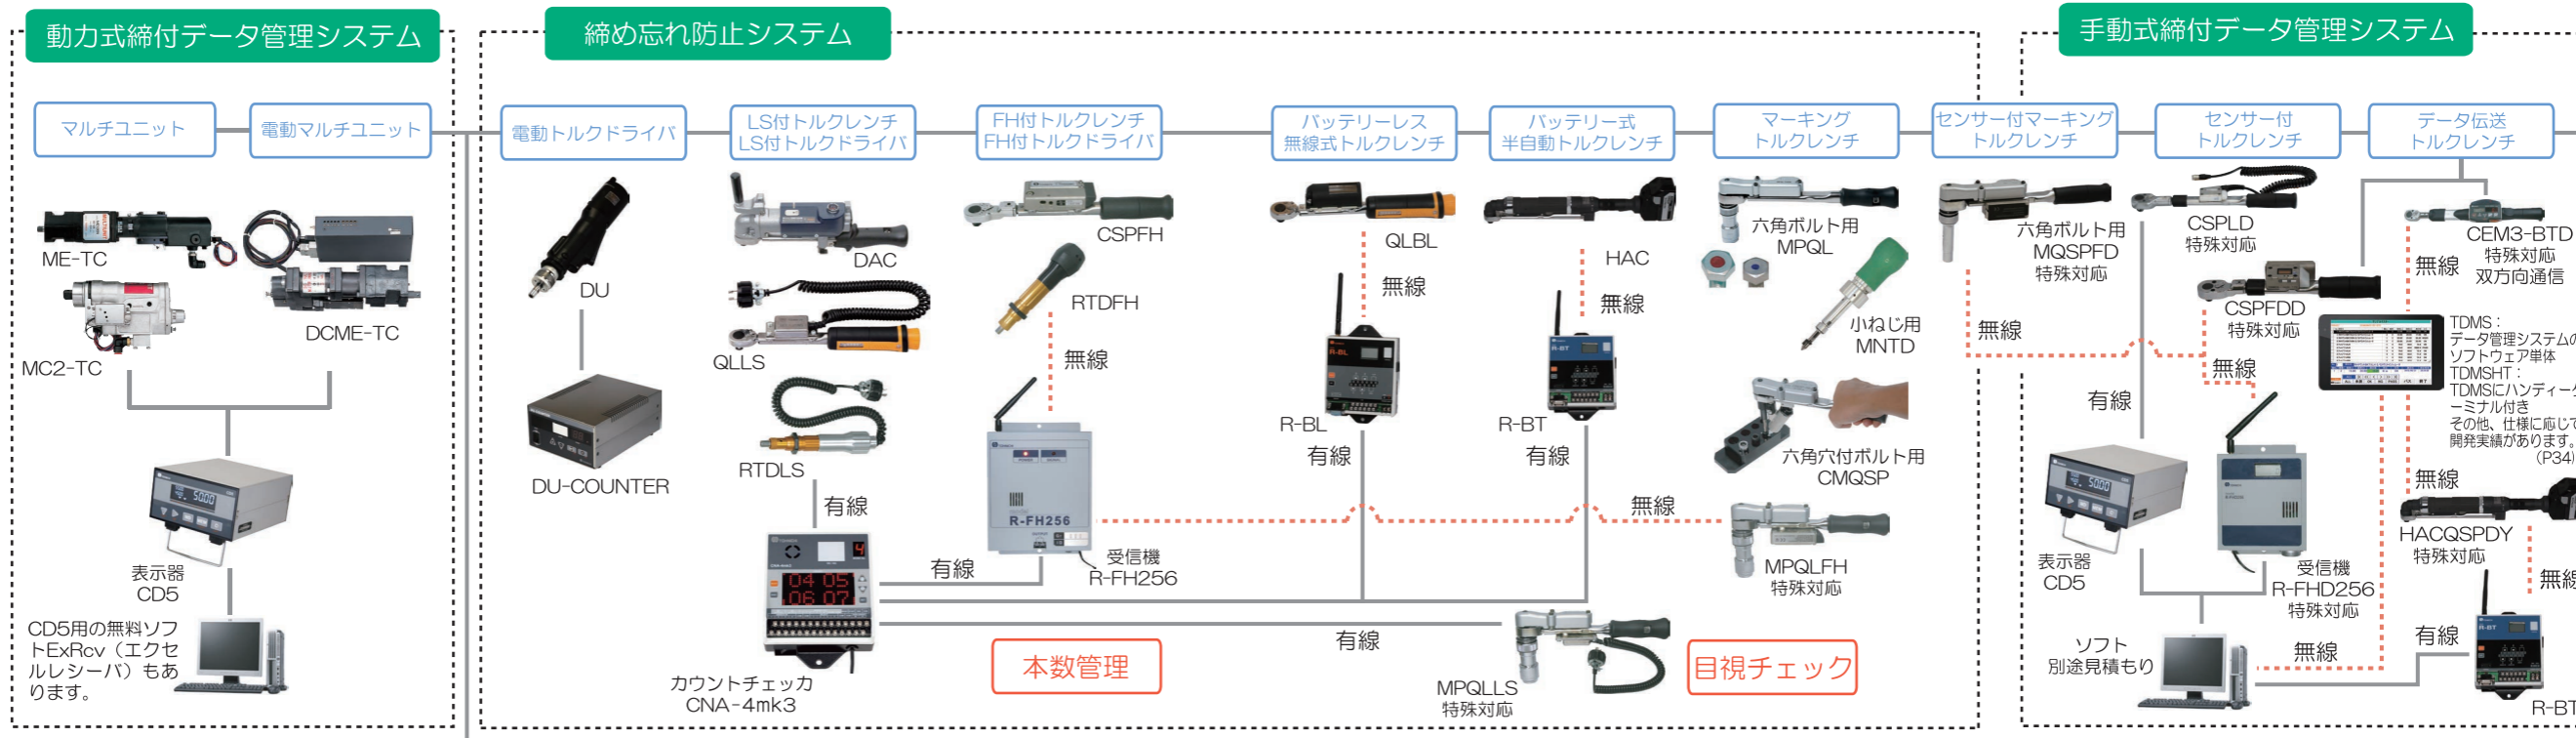 動力式締付データ管理システム
締め忘れ防止システム
手動式締付データ管理システム
マルチユニット
電動マルチユニット
電動トルクドライバ
LS付トルクレンチ
LS付トルクドライバ
FH付トルクレンチ
FH付トルクドライバ
バッテリーレス
無線式トルクレンチ
バッテリー式
半自動トルクレンチ
マーキング
トルクレンチ
センサー付マーキング
トルクレンチ
センサー付
トルクレンチ
データ伝送
トルクレンチ
ME-TC
MC2-TC
DCME-TC
50.00
表示器
CD5
CD5用の無料ソフ
トExRcv（エクセ
ルレシーバ）もあ
ります。
DU
DU-COUNTER
DAC
QLLS
RTDLS
有線
CNA-4mk3
4
04 05
06 07
カウントチェッカ
CNA-4mk3
CSPFH
RTDFH
無線
R-FH256
受信機
R-FH256
有線
本数管理
QLBL
無線
R-BL
R-BL
有線
HAC
無線
R-BT
R-BT
有線
無線
有線
六角ボルト用
MPQL
小ねじ用
MNTD
六角穴付ボルト用
CMQSP
MPQLFH
特殊対応
MPQLLS
特殊対応
目視チェック
六角ボルト用
MQSPFD
特殊対応
無線
CSPLD
特殊対応
CSPFDD
特殊対応
無線
有線
50.00
表示器
CD5
受信機
R-FHD256
特殊対応
ソフト
別途見積もり
無線
有線
CEM3-BTD
特殊対応
双方向通信
無線
TDMS：
データ管理システムの
ソフトウェア単体
TDMSHT：
TDMSにハンディータ
ーミナル付き
その他、仕様に応じて
開発実績があります。
（P34）
無線
HACQSPDY
特殊対応
無線
R-BT
R-BT